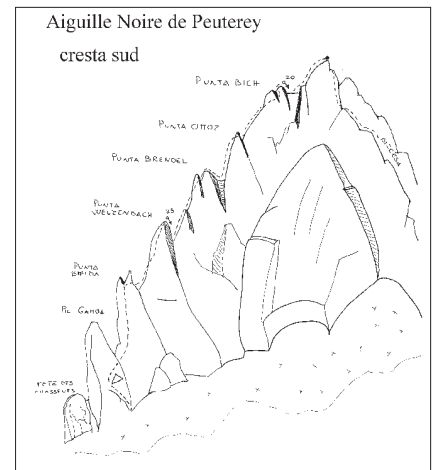 Aiguille Noire de Peuterey
cresta sud
PUNTA BICH
20
PUNTA OTTOZ
PUNTA BRENDEL
PUNTA
WELZENBACH
25
DISCESA
PUNTA
BIFIDA
PIC GAMBA
TETE DES
CHASSEURS